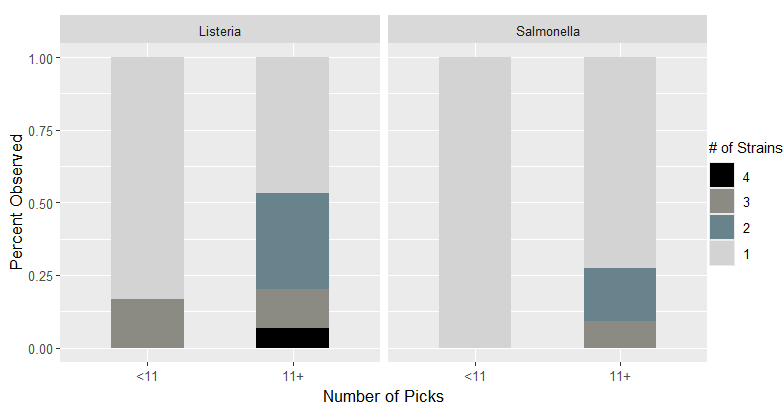 Listeria
Salmonella
Percent Observed
1.00
0.75
0.50
0.25
0.00
<11
11+
<11
11+
Number of Picks
# of Strains
4
3
2
1